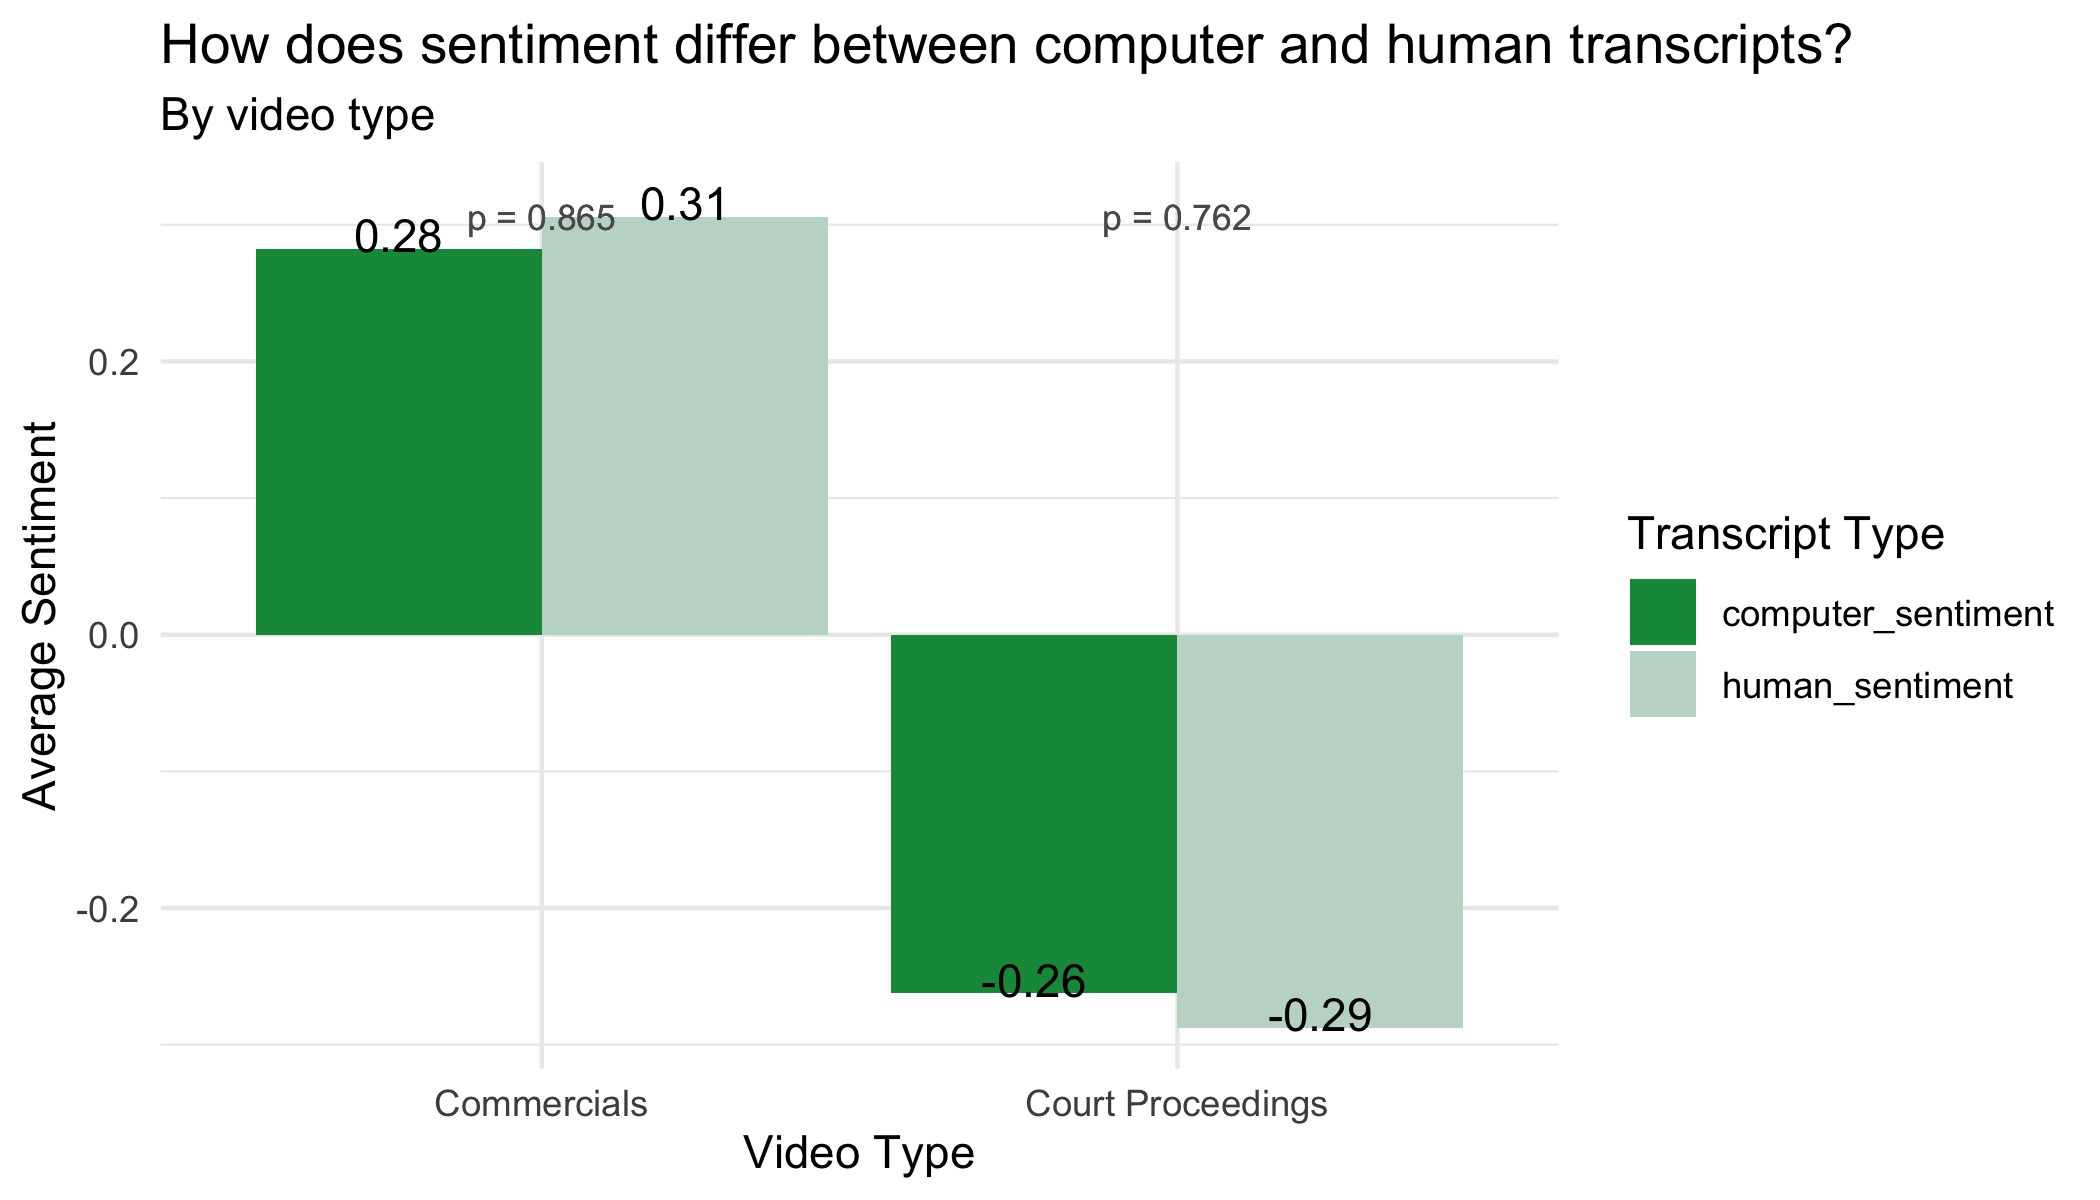 How does sentiment differ between computer and human transcripts?
By video type
0.28
p = 0.865
0.31
p = 0.762
0.2
0.0
-0.2
Average Sentiment
-0.26
-0.29
Commercials
Court Proceedings
Video Type
Transcript Type
computer_sentiment
human_sentiment